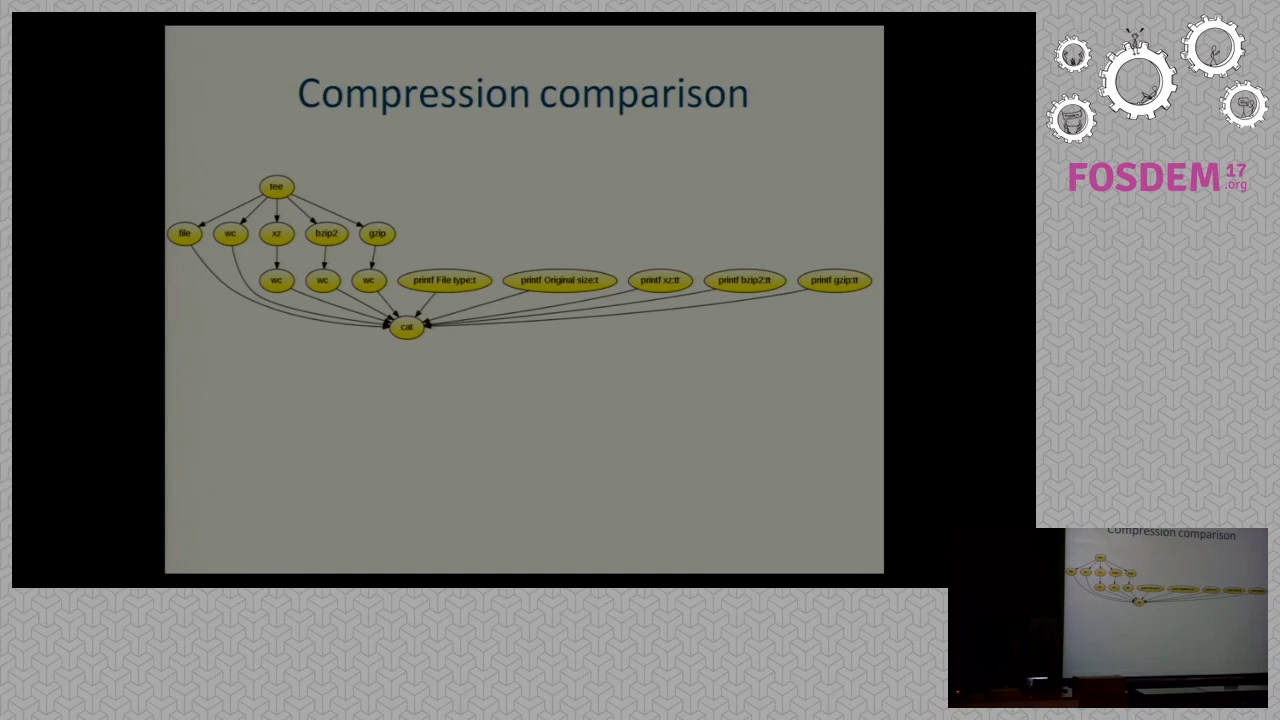 Compression comparison
tee
file wc xz bzip2 gzip
wc wc wc printf File type:t printf Original size:t printf xz:tt printf bzip2:tt printf gzip:tt
cat
FOSDEM 17
.org
Compression comparison